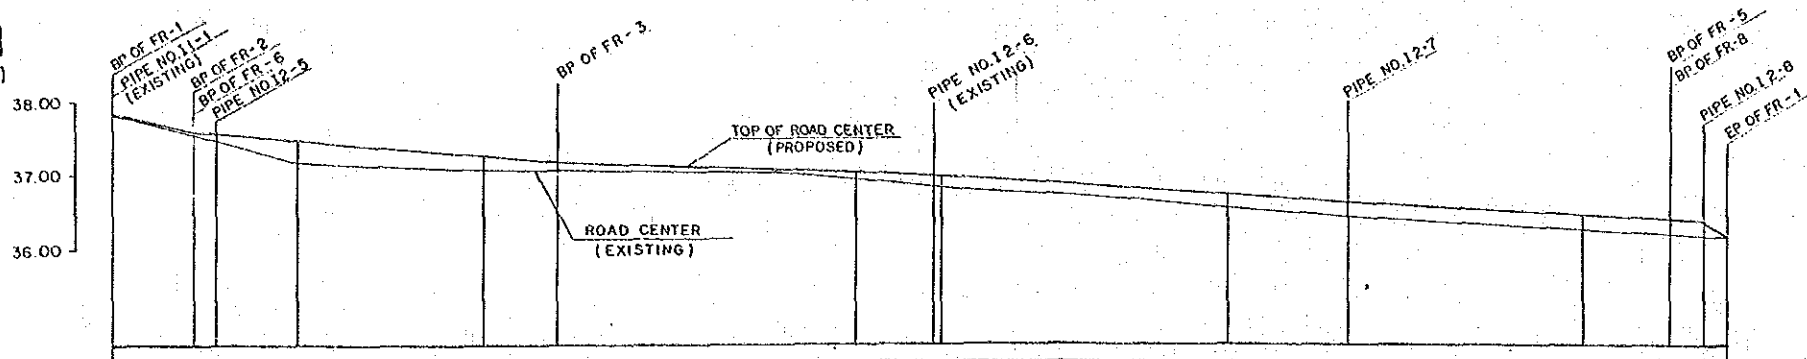 BP OF FR-1
PIPE NO.11-1
(EXISTING)
BP OF FR-2
BP OF FR-6
PIPE NO.12-5
BP OF FR-3
PIPE NO.12-6
(EXISTING)
PIPE NO.12-7
BP OF FR-5
BP OF FR-8
PIPE NO.12-8
EP OF FR-1
38.00
37.00
36.00
TOP OF ROAD CENTER
(PROPOSED)
ROAD CENTER
(EXISTING)